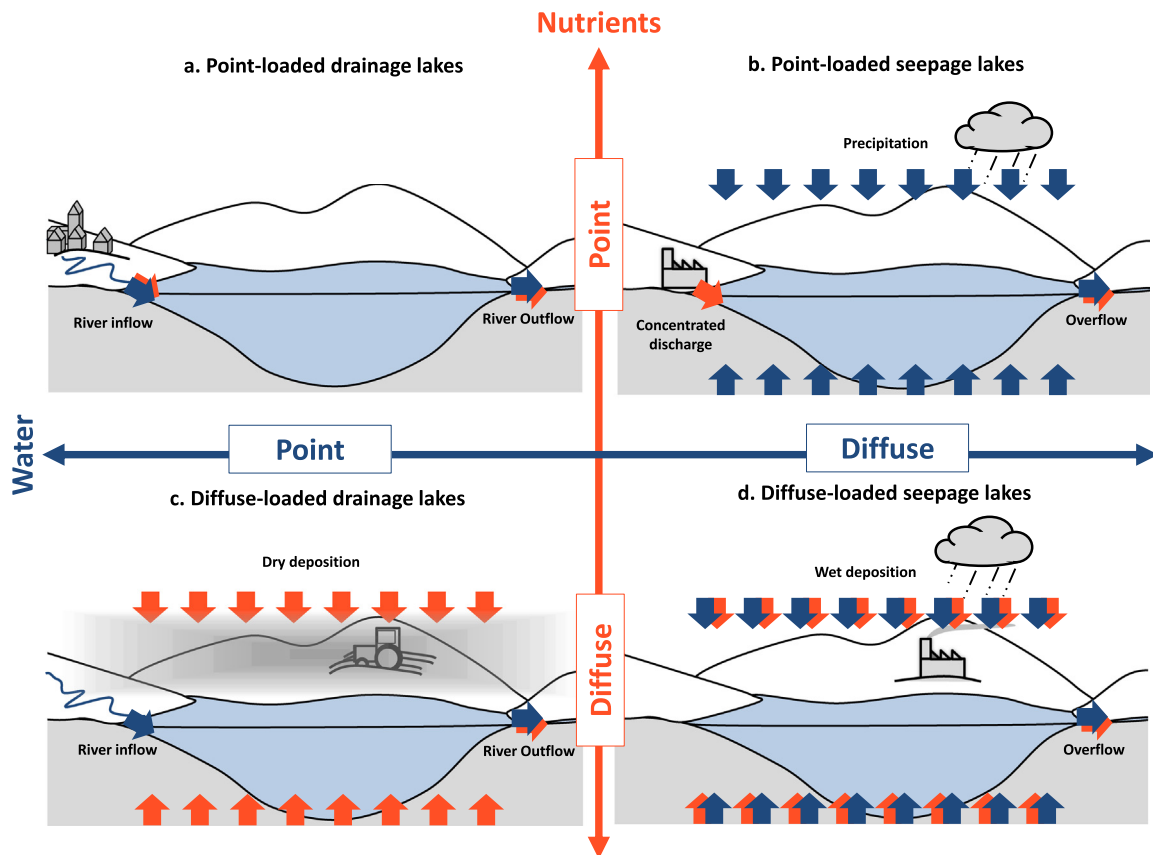 Nutrients
a. Point-loaded drainage lakes
b. Point-loaded seepage lakes
Precipitation
Point
River inflow
River Outflow
Concentrated
discharge
Overflow
Water
Point
Diffuse
c. Diffuse-loaded drainage lakes
d. Diffuse-loaded seepage lakes
Dry deposition
Wet deposition
Diffuse
River inflow
River Outflow
Overflow